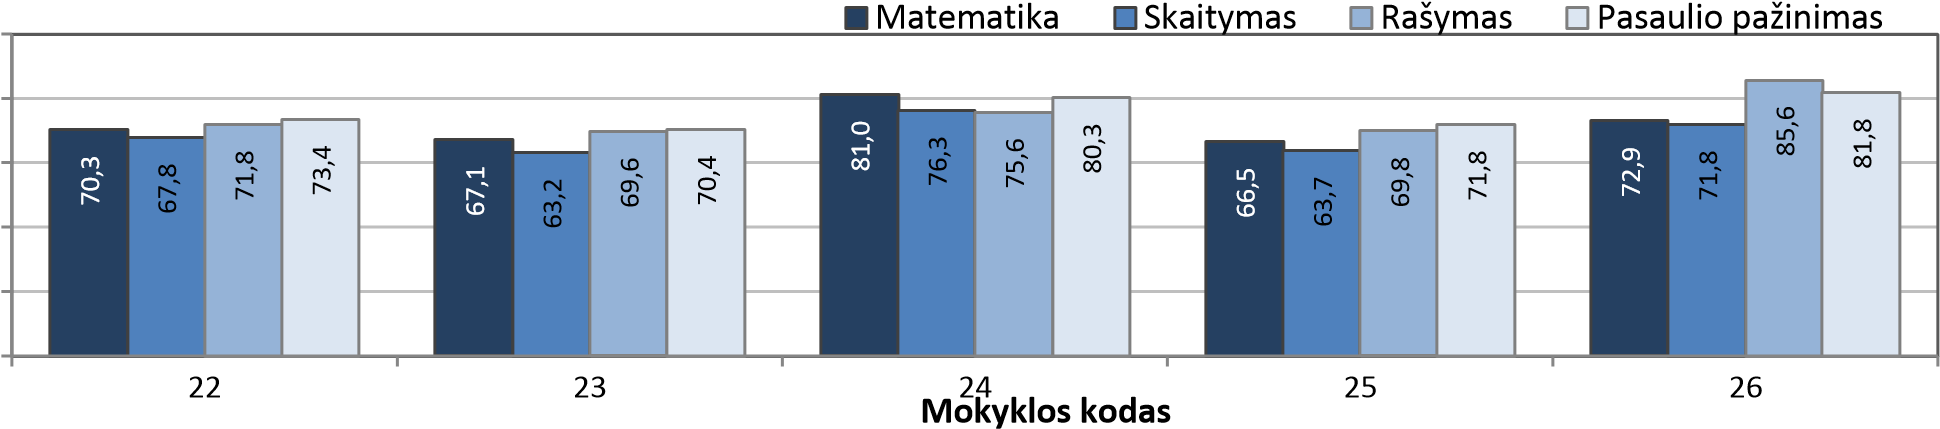 Matematika Skaitymas Rašymas Pasaulio pažinimas
70,3 67,8 71,8 73,4 67,1 63,2 69,6 70,4 81,0 76,3 75,6 80,3 66,5 63,7 69,8 71,8 72,9 71,8 85,6 81,8
22 23 24 25 26
Mokyklos kodas